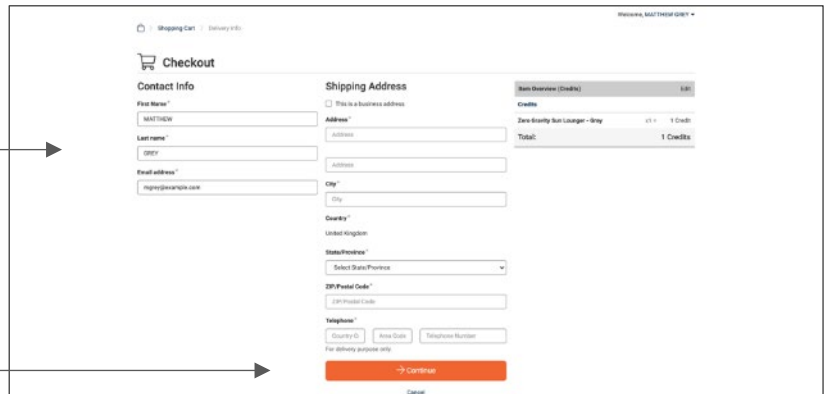 Welcome, MATTHEW GREY
Shopping Cart Delivery Info
Checkout
Contact Info
First Name *
MATTHEW
Last name *
GREY
Email address *
mgrey@example.com
Shipping Address
This is a business address
Address *
Address
Address
City *
City
Country *
United Kingdom
State/Province *
Select State/Province
ZIP/Postal Code *
ZIP/Postal Code
Telephone *
Country C Area Code Telephone Number
For delivery purpose only
Continue
Cancel
Item Overview (Credits) Edit
Credits
Zero Gravity Sun Lounger - Grey x1 = 1 Credit
Total: 1 Credits